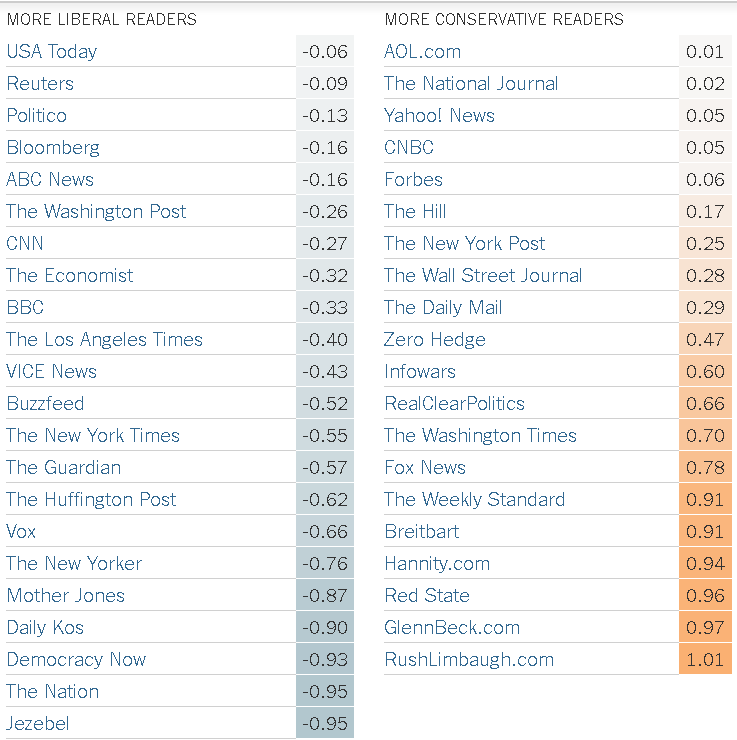 MORE LIBERAL READERS
USA Today -0.06
Reuters -0.09
Politico -0.13
Bloomberg -0.16
ABC News -0.16
The Washington Post -0.26
CNN -0.27
The Economist -0.32
BBC -0.33
The Los Angeles Times -0.40
VICE News -0.43
Buzzfeed -0.52
The New York Times -0.55
The Guardian -0.57
The Huffington Post -0.62
Vox -0.66
The New Yorker -0.76
Mother Jones -0.87
Daily Kos -0.90
Democracy Now -0.93
The Nation -0.95
Jezebel -0.95
MORE CONSERVATIVE READERS
AOL.com 0.01
The National Journal 0.02
Yahoo! News 0.05
CNBC 0.05
Forbes 0.06
The Hill 0.17
The New York Post 0.25
The Wall Street Journal 0.28
The Daily Mail 0.29
Zero Hedge 0.47
Infowars 0.60
RealClearPolitics 0.66
The Washington Times 0.70
Fox News 0.78
The Weekly Standard 0.91
Breitbart 0.91
Hannity.com 0.94
Red State 0.96
GlennBeck.com 0.97
RushLimbaugh.com 1.01